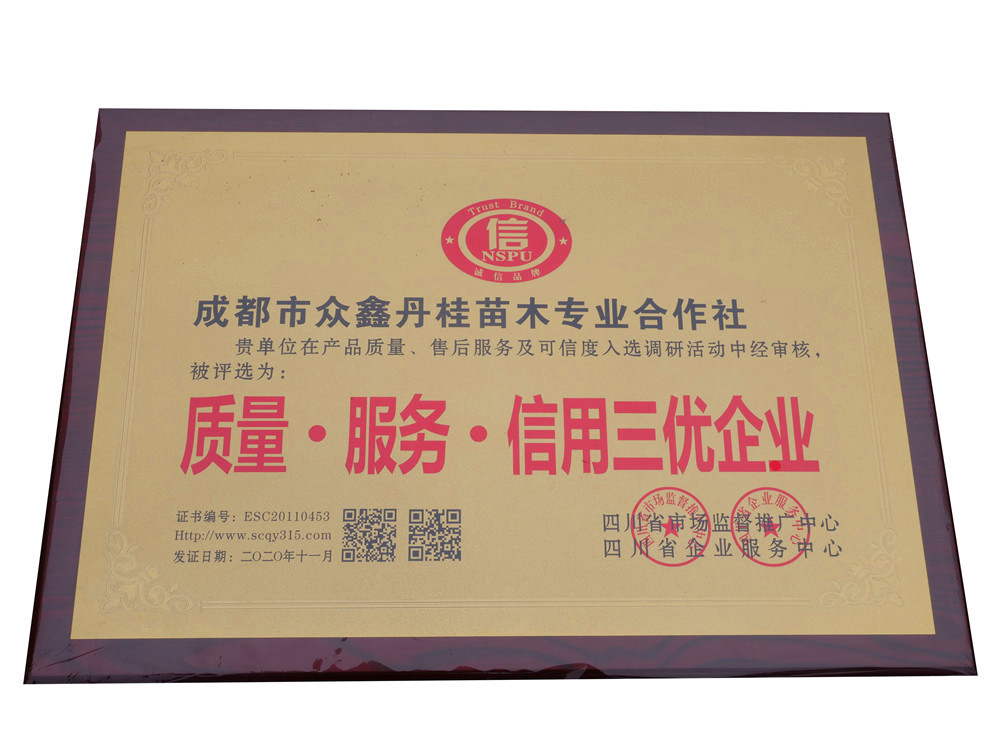 Trust Brand
信
NSPU
诚信品牌
成都市众鑫丹桂苗木专业合作社
贵单位在产品质量、售后服务及可信度入选调研活动中经审核，
被评选为：
质量·服务·信用三优企业
证书编号：ESC20110453
Http://www.scqy315.com
发证日期：二〇二〇年十一月
四川省市场监督推广中心
四川省企业服务中心